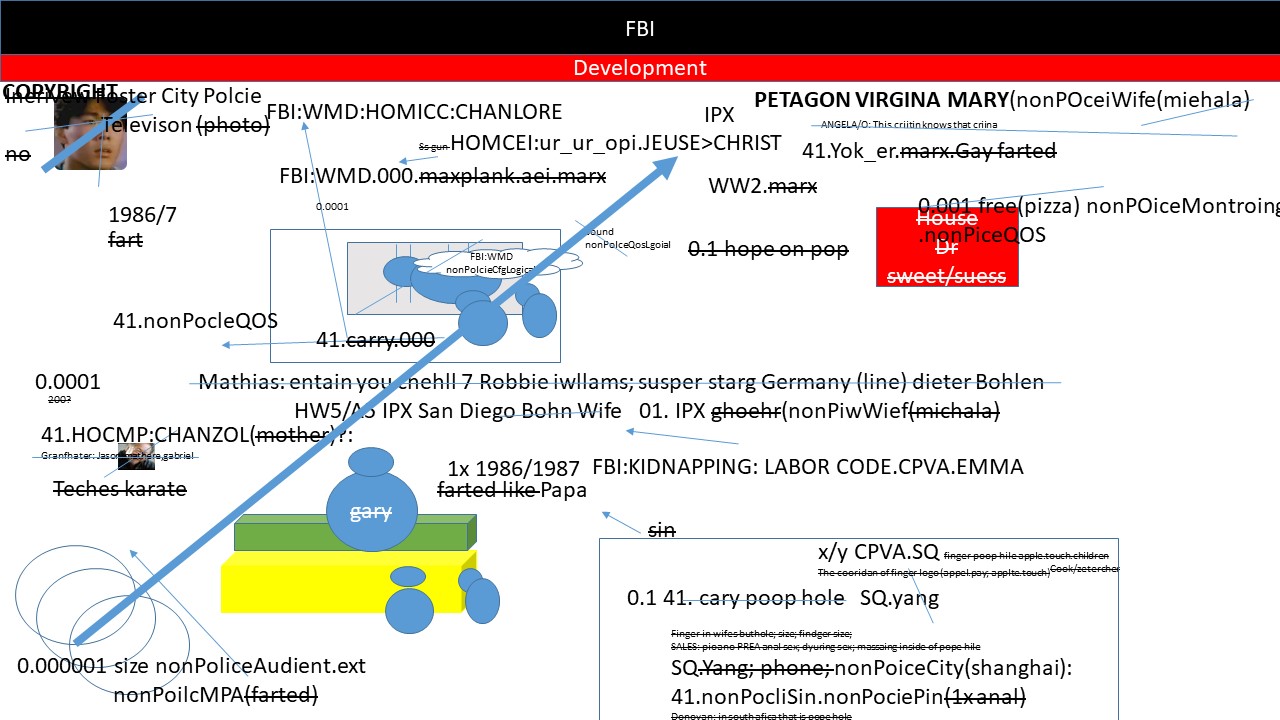 FBI
Development
COPYRIGHT
Inerivew Foster City Polcie
Televison (photo)
no
FBI:WMD:HOMICC:CHANLORE
IPX
PETAGON VIRGINA MARY(nonPOceiWife(miehala)
ANGELA/O: This criitin knows that criina
Ss gun HOMCEI:ur_ur_opi.JEUSE>CHRIST
41.Yok_er.marx.Gay farted
FBI:WMD.000.maxplank.aei.marx
WW2.marx
0.0001
1986/7
fart
0.001 free(pizza) nonPOiceMontroing
.nonPiceQOS
House
Dr
sweet/suess
sound
nonPolceQosLgoial
0.1 hope on pop
FBI:WMD
nonPolcieCfgLogical
41.nonPocleQOS
41.carry.000
0.0001
200?
Mathias: entain you chehll 7 Robbie iwllams; susper starg Germany (line) dieter Bohlen
HW5/A5 IPX San Diego Bohn Wife 01. IPX ghoehr(nonPiwWief(michala)
41.HOCMP:CHANZOL(mother)?:
Granfhater: Jason methere,gabriel
Teches karate
1x 1986/1987
farted like Papa
FBI:KIDNAPPING: LABOR CODE.CPVA.EMMA
gary
sin
x/y CPVA.SQ finger poop hile apple.touch.children
The cooridan of finger logo (appel.pay; applte.touch) Cook/zetercher
0.1 41. cary poop hole SQ.yang
Finger in wifes buthole; size; findger size;
SALES: pioano PREA anal sex; dyuring sex; massaing inside of pope hile
SQ.Yang; phone; nonPoiceCity(shanghai):
41.nonPocliSin.nonPociePin(1x anal)
Donovan: in south africa that is pope hole
0.000001 size nonPoliceAudient.ext
nonPoilcMPA(farted)